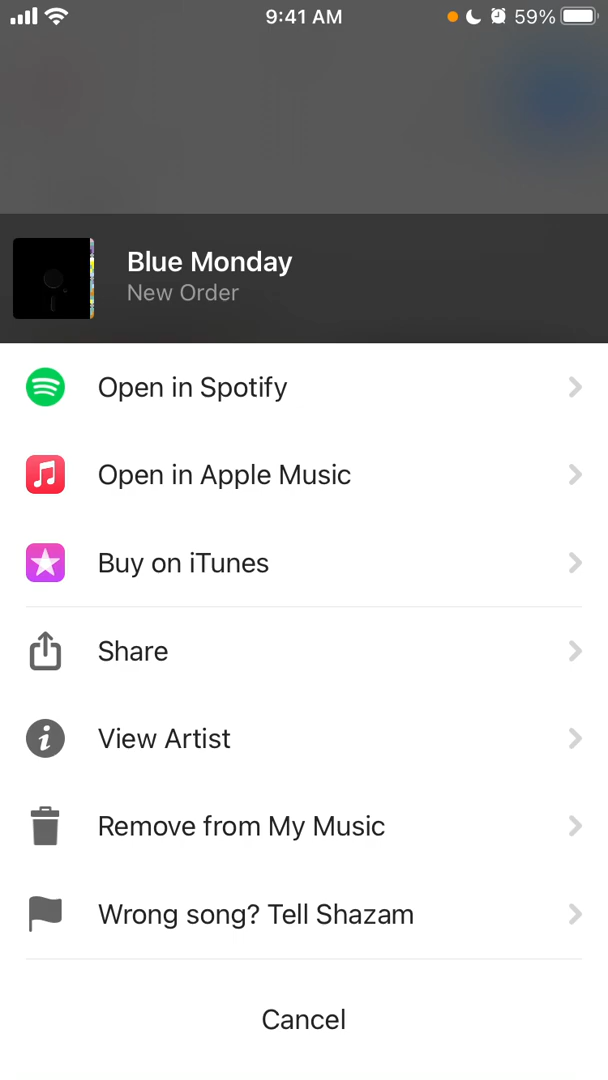 9:41 AM
59%
Blue Monday
New Order
Open in Spotify
Open in Apple Music
Buy on iTunes
Share
View Artist
Remove from My Music
Wrong song? Tell Shazam
Cancel